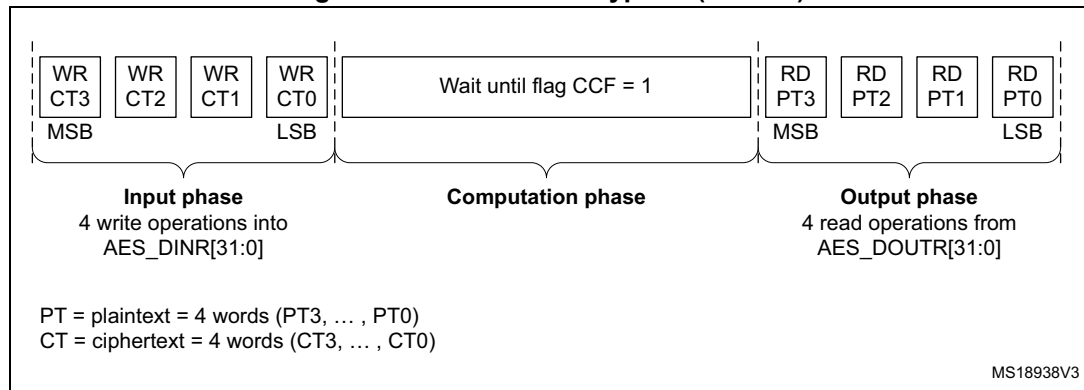 WR WR WR WR
CT3 CT2 CT1 CT0
MSB LSB
Wait until flag CCF = 1
RD RD RD RD
PT3 PT2 PT1 PT0
MSB LSB
Input phase
4 write operations into
AES_DINR[31:0]
Computation phase
Output phase
4 read operations from
AES_DOUTR[31:0]
PT = plaintext = 4 words (PT3, … , PT0)
CT = ciphertext = 4 words (CT3, … , CT0)
MS18938V3